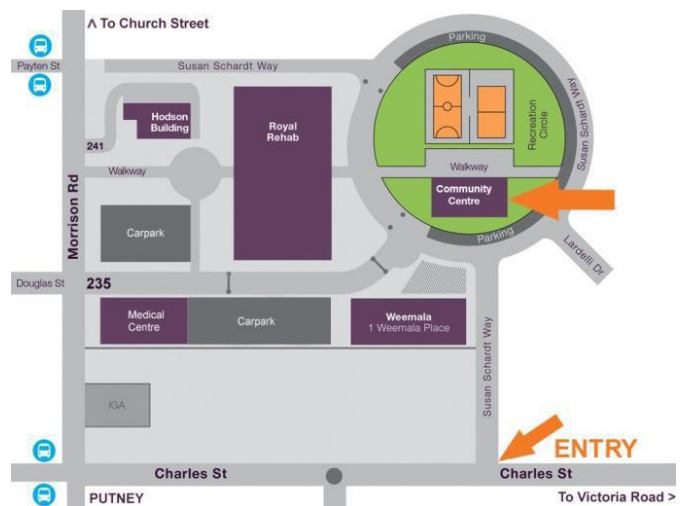 ∧ To Church Street
Payten St
Susan Schardt Way
Parking
Hodson
Building
Royal
Rehab
Recreation
Circle
Susan Schardt Way
241
Walkway
Walkway
Community
Centre
Morrison Rd
Carpark
Parking
Lardelli Dr
Douglas St
235
Medical
Centre
Carpark
Weemala
1 Weemala Place
Susan Schardt Way
IGA
ENTRY
Charles St
Charles St
PUTNEY
To Victoria Road >